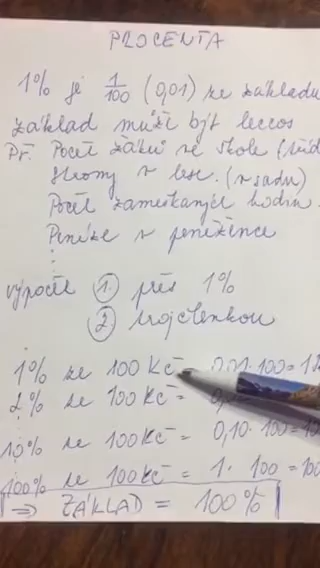 PROCENTA
1% je 1/100 (0,01) ze základu
základ může být leccos
Př. Počet žáků ve škole
Stromy v lese. (v sadu)
Počet zameškaných hodin
Peníze v peněžence
výpočet ① přes 1%
② trojčlenkou
1% ze 100 Kč 0,01·100=1
2% ze 100 Kč =
10% ze 100 Kč = 0,10·100=
100% ze 100 Kč = 1·100=100
⇒ ZÁKLAD = 100%